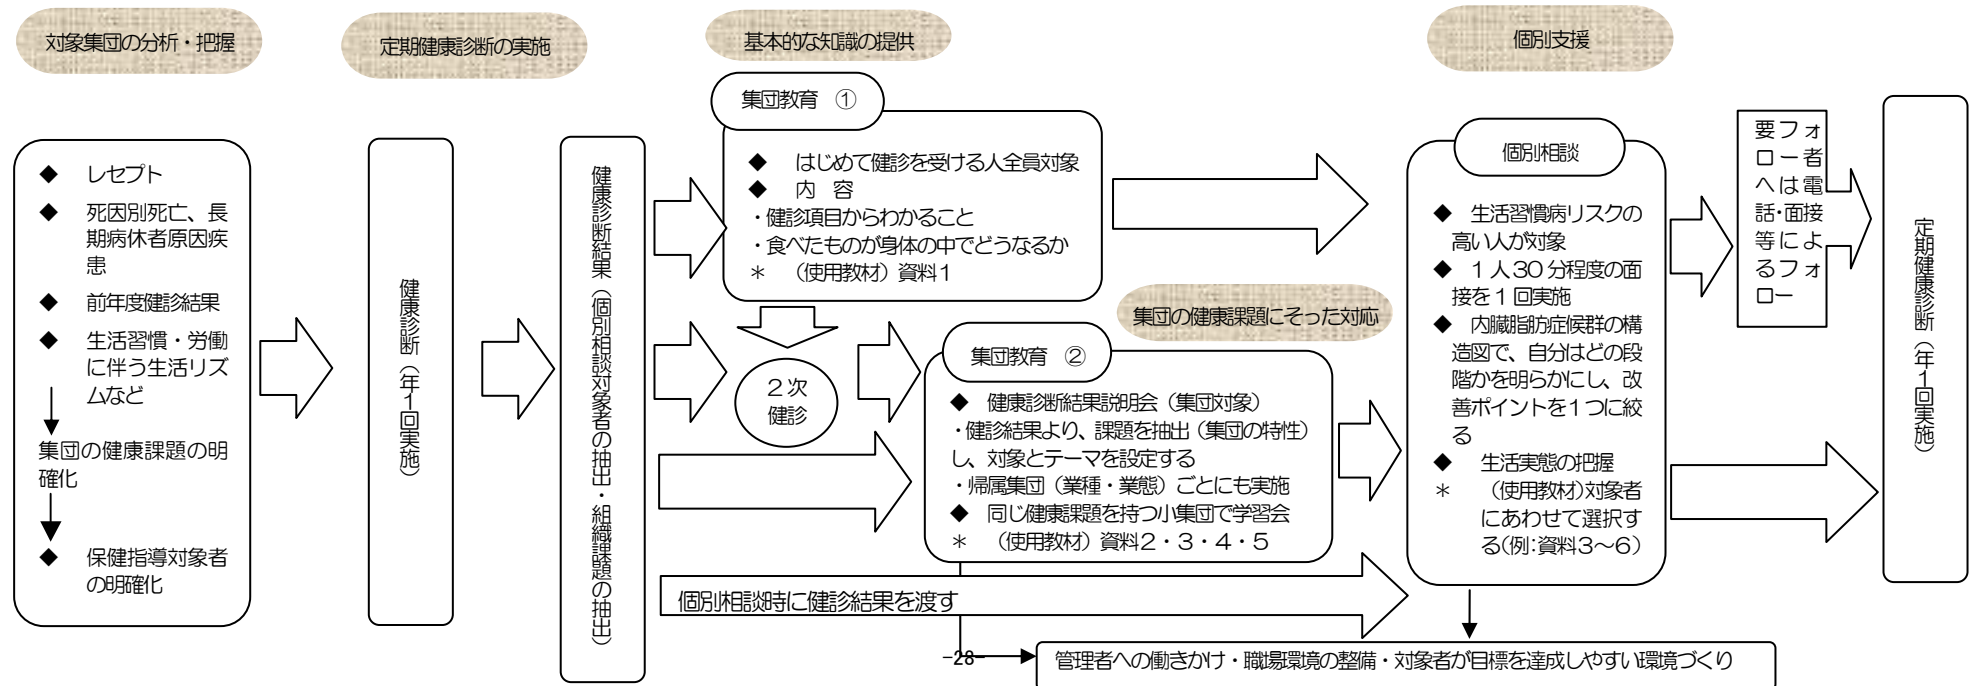 対象集団の分析・把握
定期健康診断の実施
基本的な知識の提供
個別支援
◆ レセプト
◆ 死因別死亡、長
期病休者原因疾
患
◆ 前年度健診結果
◆ 生活習慣・労働
に伴う生活リズ
ムなど
集団の健康課題の明
確化
◆ 保健指導対象者
の明確化
健康診断（年１回実施）
健康診断結果（個別相談対象者の抽出・組織課題の抽出）
集団教育 ①
◆ はじめて健診を受ける人全員対象
◆ 内 容
・健診項目からわかること
・食べたものが身体の中でどうなるか
＊ （使用教材）資料１
２次
健診
集団の健康課題にそった対応
集団教育 ②
◆ 健康診断結果説明会（集団対象）
・健診結果より、課題を抽出（集団の特性）
し、対象とテーマを設定する
・帰属集団（業種・業態）ごとにも実施
◆ 同じ健康課題を持つ小集団で学習会
＊ （使用教材）資料２・３・４・５
個別相談時に健診結果を渡す
個別相談
◆ 生活習慣病リスクの
高い人が対象
◆ １人30分程度の面
接を１回実施
◆ 内臓脂肪症候群の構
造図で、自分はどの段
階かを明らかにし、改
善ポイントを１つに絞
る
◆ 生活実態の把握
＊ （使用教材）対象者
にあわせて選択す
る（例：資料３～６）
要フォ
ロー者
へは電
話・面接
等によ
るフォ
ロー
定期健康診断（年１回実施）
管理者への働きかけ・職場環境の整備・対象者が目標を達成しやすい環境づくり
-28-